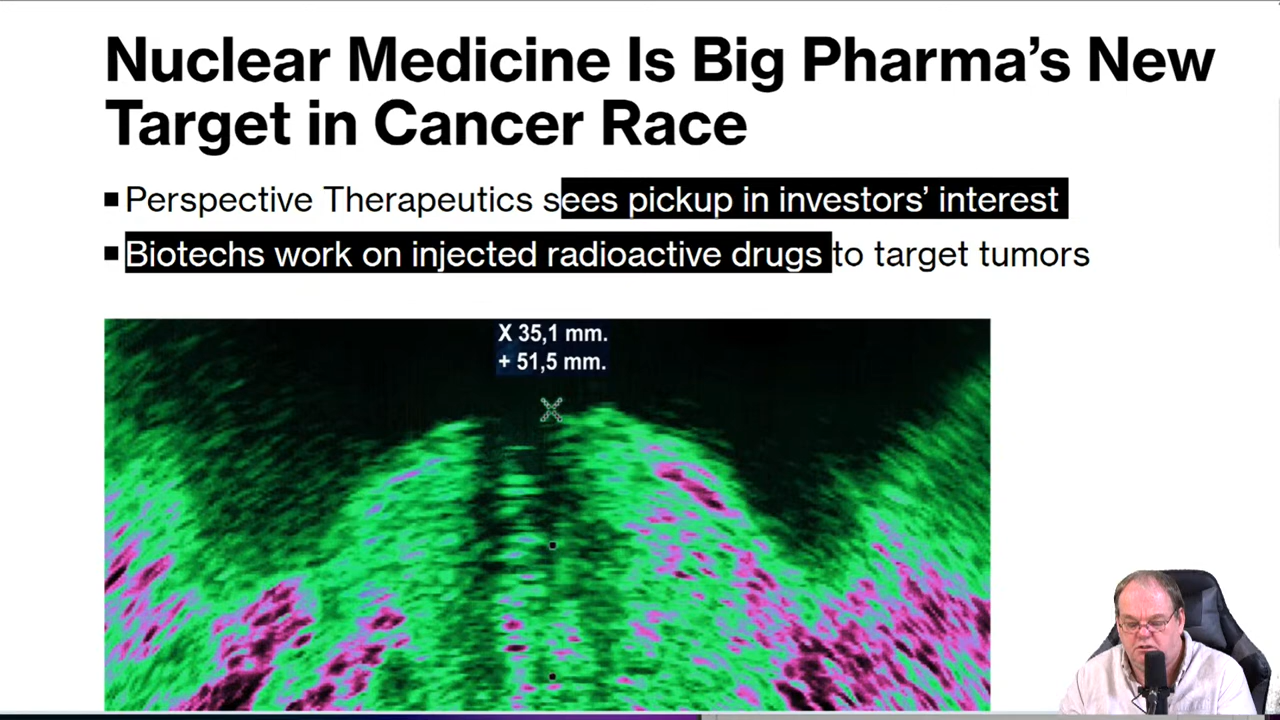 Nuclear Medicine Is Big Pharma’s New
Target in Cancer Race
Perspective Therapeutics sees pickup in investors’ interest
Biotechs work on injected radioactive drugs to target tumors
X 35,1 mm.
+ 51,5 mm.